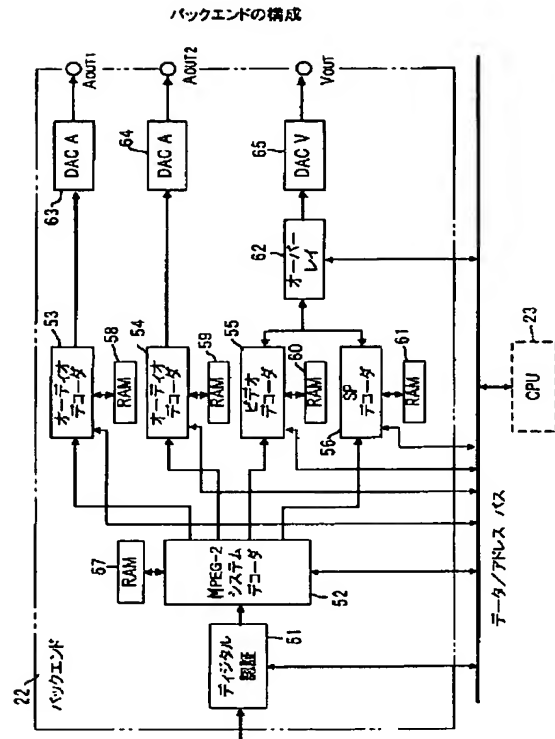 バックエンドの構成
22
バックエンド
ディジタル
認証
51
MPEG-2
システム
デコーダ
52
RAM
67
オーディオ
デコーダ
53
RAM
58
オーディオ
デコーダ
54
RAM
59
ビデオ
デコーダ
55
RAM
60
SP
デコーダ
56
RAM
61
オーバー
レイ
62
DAC A
63
DAC A
64
DAC V
65
AOUT1
AOUT2
VOUT
データ/アドレス バス
CPU
23